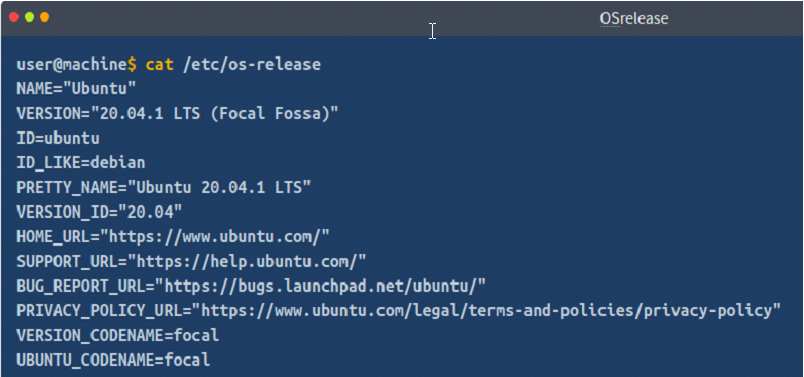 OSrelease
user@machine$ cat /etc/os-release
NAME="Ubuntu"
VERSION="20.04.1 LTS (Focal Fossa)"
ID=ubuntu
ID_LIKE=debian
PRETTY_NAME="Ubuntu 20.04.1 LTS"
VERSION_ID="20.04"
HOME_URL="https://www.ubuntu.com/"
SUPPORT_URL="https://help.ubuntu.com/"
BUG_REPORT_URL="https://bugs.launchpad.net/ubuntu/"
PRIVACY_POLICY_URL="https://www.ubuntu.com/legal/terms-and-policies/privacy-policy"
VERSION_CODENAME=focal
UBUNTU_CODENAME=focal